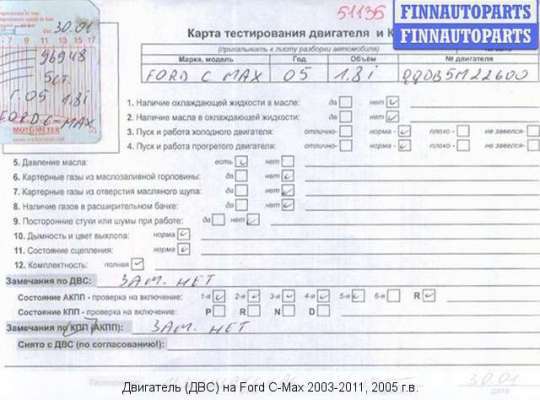 51135
FINNAUTOPARTS
FINNAUTOPARTS
30.01
96948
5ст
Г.05 1.8i
FORD C-MAX
MOTOMETER
Карта тестирования двигателя и К
(прикалывать к листу разборки автомобиля)
Марка, модель Год Объём № двигателя
FORD C MAX 05 1.8i QQDB5M22600
1. Наличие охлаждающей жидкости в масле: да нет
2. Наличие масла в охлаждающей жидкости: да нет
3. Пуск и работа холодного двигателя: отлично- норма - плохо - не завелся-
4. Пуск и работа прогретого двигателя: отлично- норма - плохо - не завелся-
5. Давление масла: есть нет
6. Картерные газы из маслозаливной горловины: да нет
7. Картерные газы из отверстия масляного щупа: да нет
8. Наличие газов в расширительном бачке: да нет
9. Посторонние стуки или шумы при работе: да нет
10. Дымность и цвет выхлопа: норма
11. Состояние сцепления: норма
12. Комплектность: полная
Замечания по ДВС: ЗАМ. НЕТ
Состояние АКПП - проверка на включение: 1-я 2-я 3-я 4-я 5-я 6-я R
Состояние КПП - проверка на включение: P R N D
Замечания по КПП (АКПП): ЗАМ. НЕТ
Снято с ДВС (по согласованию!):
30.01
дата
Двигатель (ДВС) на Ford C-Max 2003-2011, 2005 г.в.